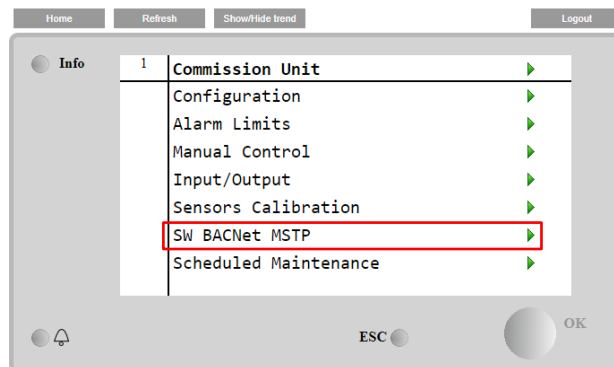 Home Refresh Show/Hide trend Logout
Info
1 Commission Unit
Configuration
Alarm Limits
Manual Control
Input/Output
Sensors Calibration
SW BACNet MSTP
Scheduled Maintenance
ESC OK